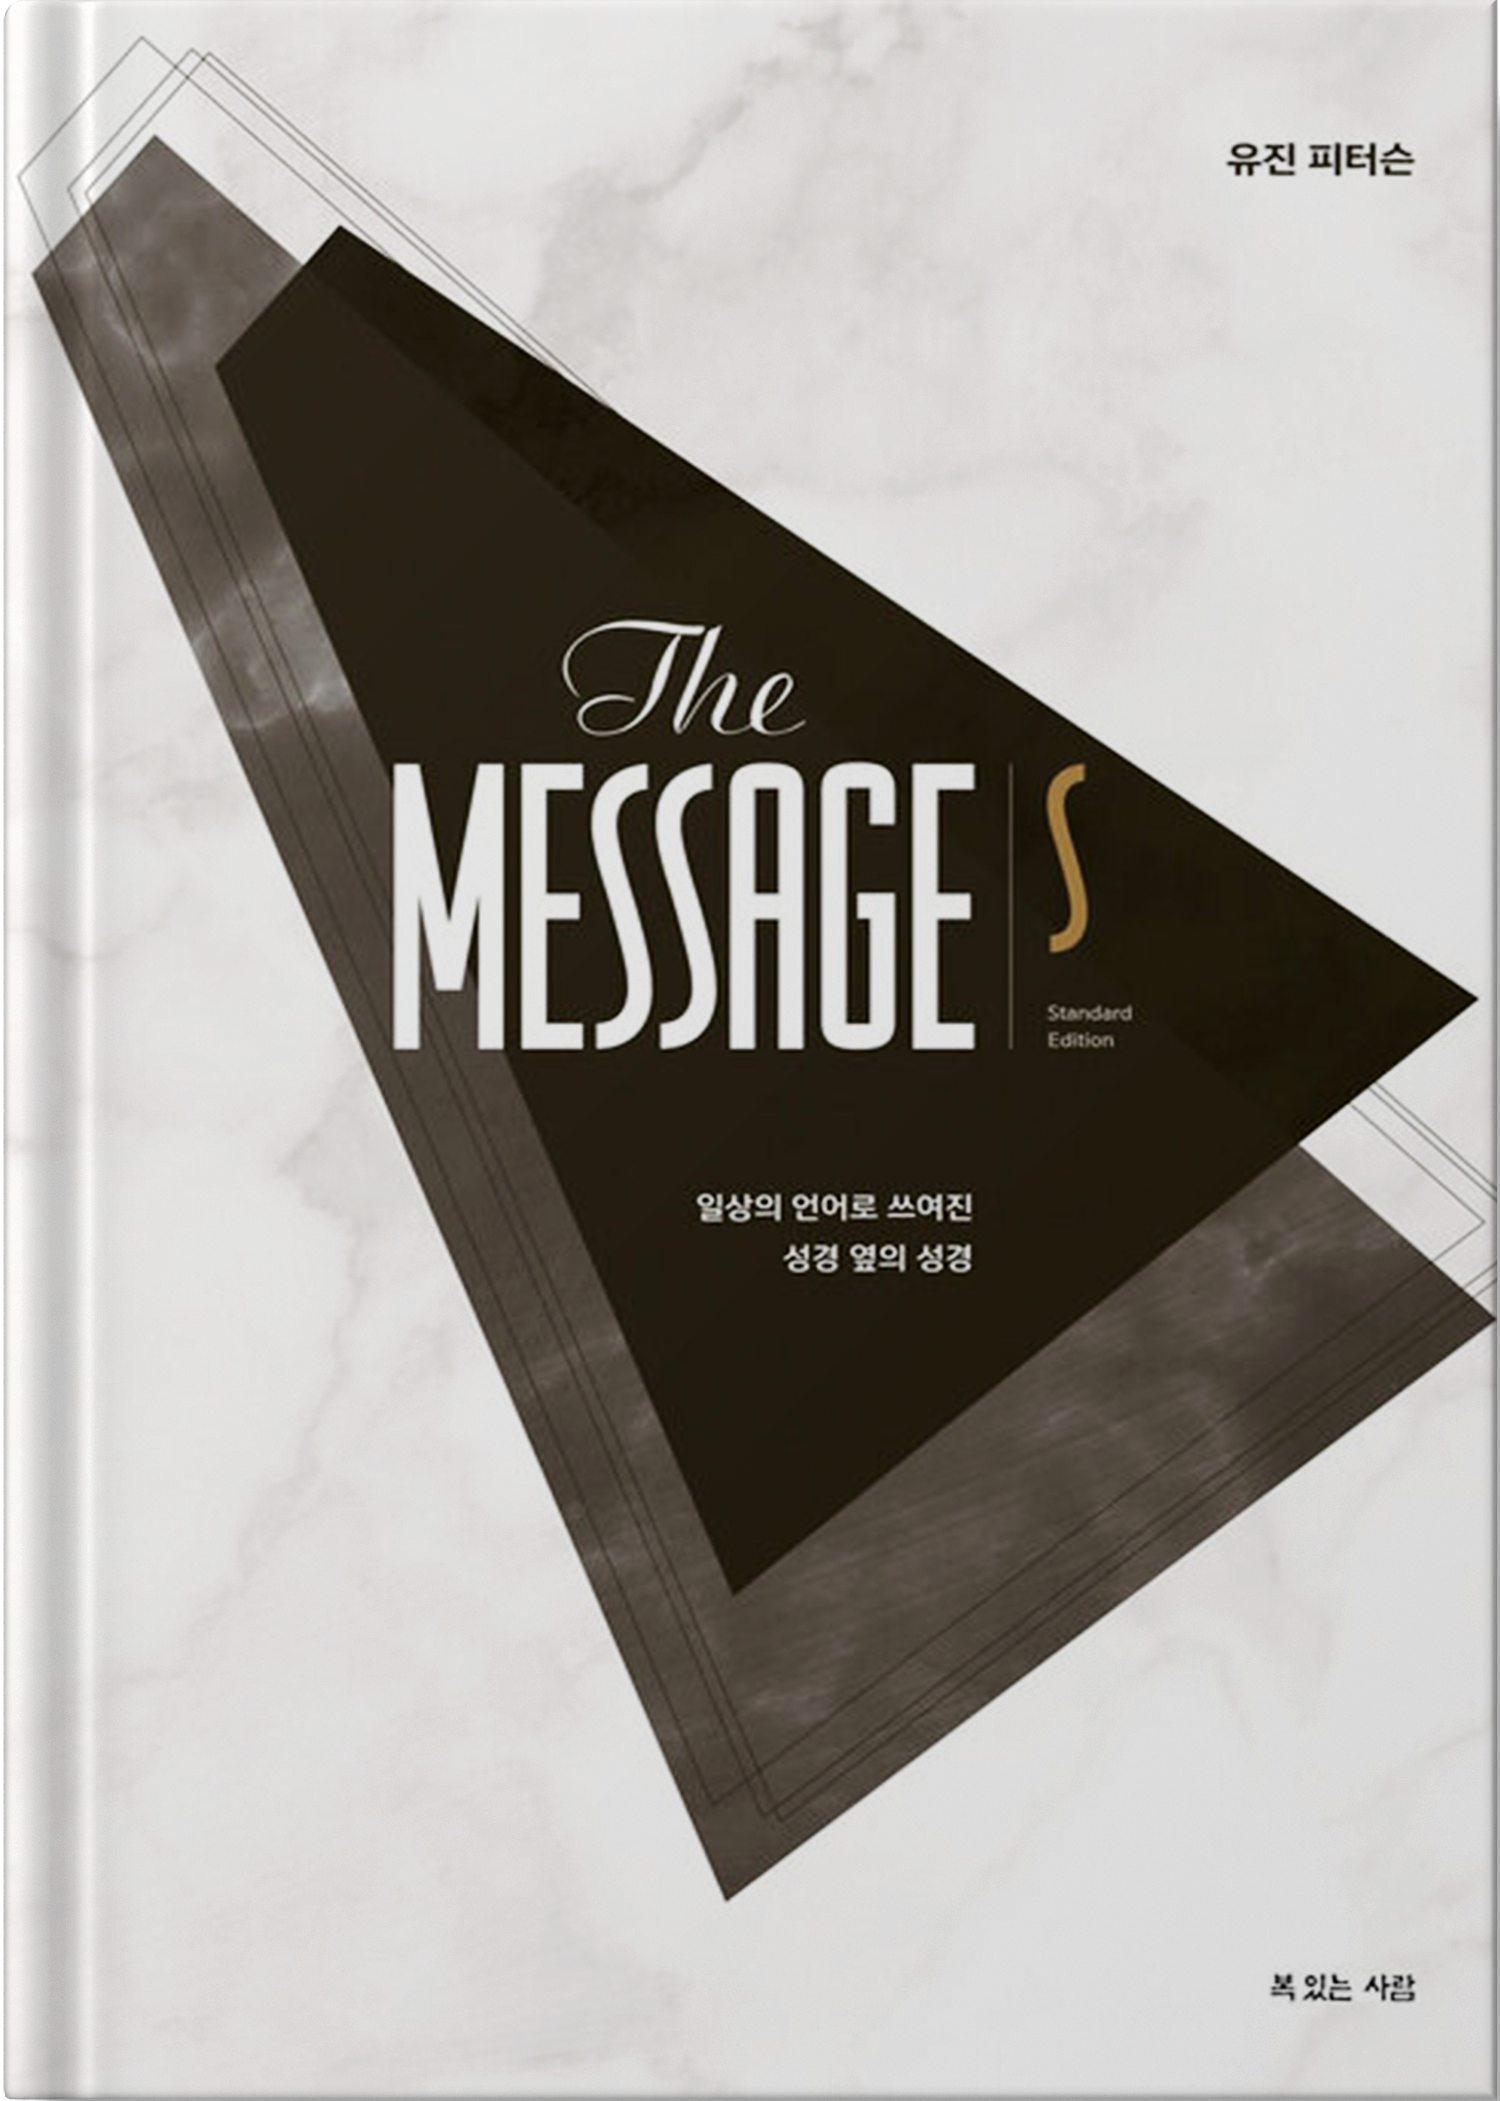 유진 피터슨
The
MESSAGE S
Standard
Edition
일상의 언어로 쓰여진
성경 옆의 성경
복 있는 사람